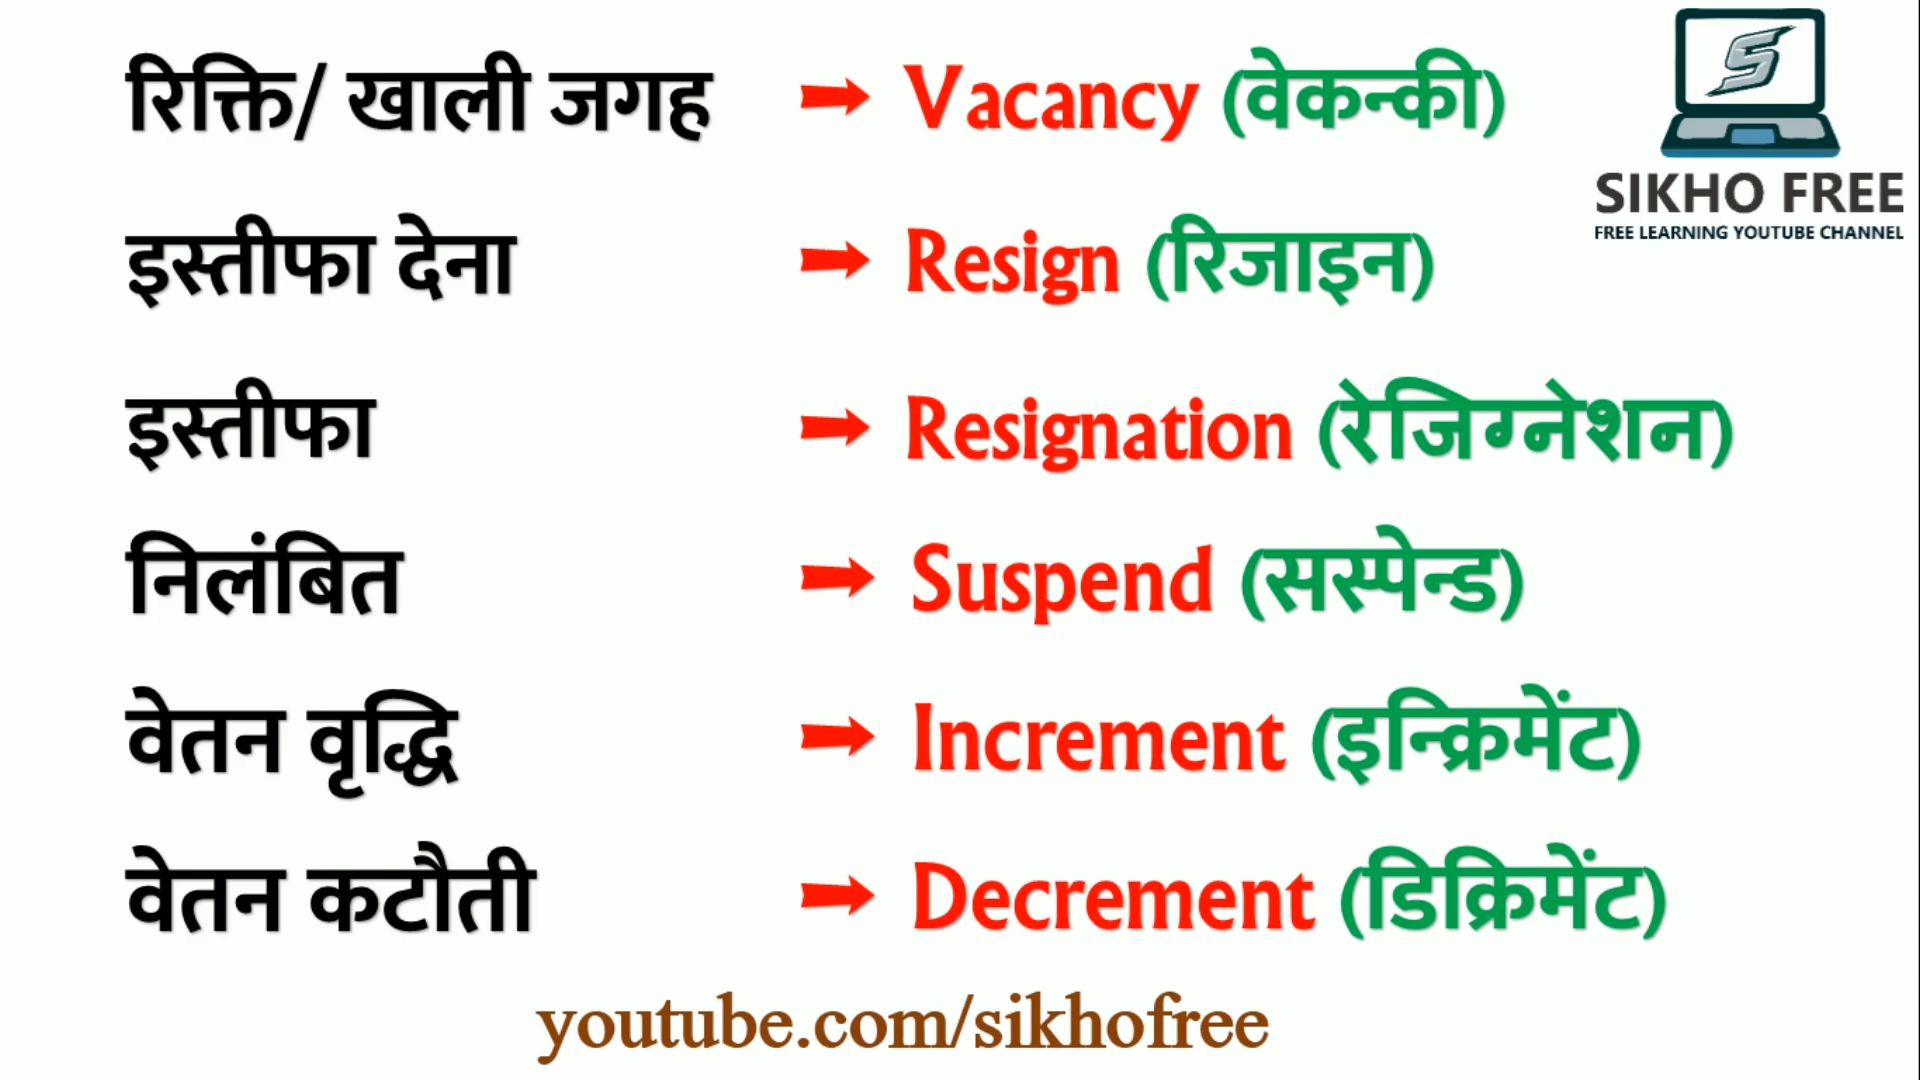 रिक्ति/ खाली जगह ➡ Vacancy (वेकन्की)
SIKHO FREE
FREE LEARNING YOUTUBE CHANNEL
इस्तीफा देना ➡ Resign (रिजाइन)
इस्तीफा ➡ Resignation (रेजिग्नेशन)
निलंबित ➡ Suspend (सस्पेन्ड)
वेतन वृद्धि ➡ Increment (इन्क्रिमेंट)
वेतन कटौती ➡ Decrement (डिक्रिमेंट)
youtube.com/sikhofree